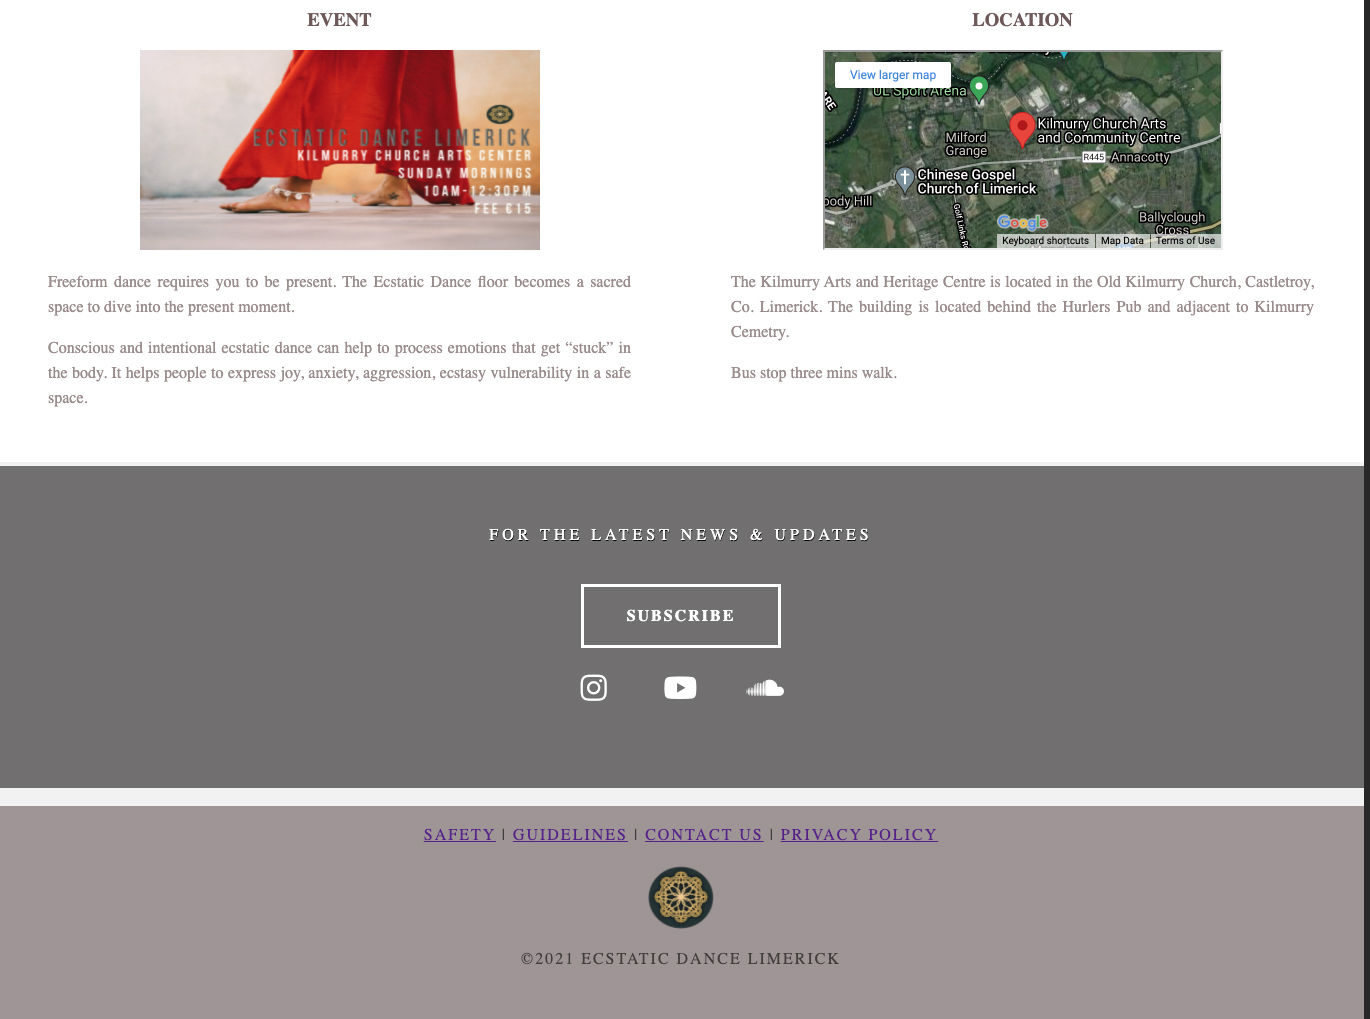 EVENT
ECSTATIC DANCE LIMERICK
KILMURRY CHURCH ARTS CENTER
SUNDAY MORNINGS
10AM-12:30PM
FEE €15
Freeform dance requires you to be present. The Ecstatic Dance floor becomes a sacred
space to dive into the present moment.
Conscious and intentional ecstatic dance can help to process emotions that get “stuck” in
the body. It helps people to express joy, anxiety, aggression, ecstasy vulnerability in a safe
space.
LOCATION
View larger map
UL Sport Arena
Kilmurry Church Arts
and Community Centre
Milford
Grange
R445
Annacotty
Chinese Gospel
Church of Limerick
oody Hill
Golf Links R
Ballyclough
Cross
Google
Keyboard shortcuts
Map Data
Terms of Use
The Kilmurry Arts and Heritage Centre is located in the Old Kilmurry Church, Castletroy,
Co. Limerick. The building is located behind the Hurlers Pub and adjacent to Kilmurry
Cemetry.
Bus stop three mins walk.
FOR THE LATEST NEWS & UPDATES
SUBSCRIBE
SAFETY | GUIDELINES | CONTACT US | PRIVACY POLICY
©2021 ECSTATIC DANCE LIMERICK